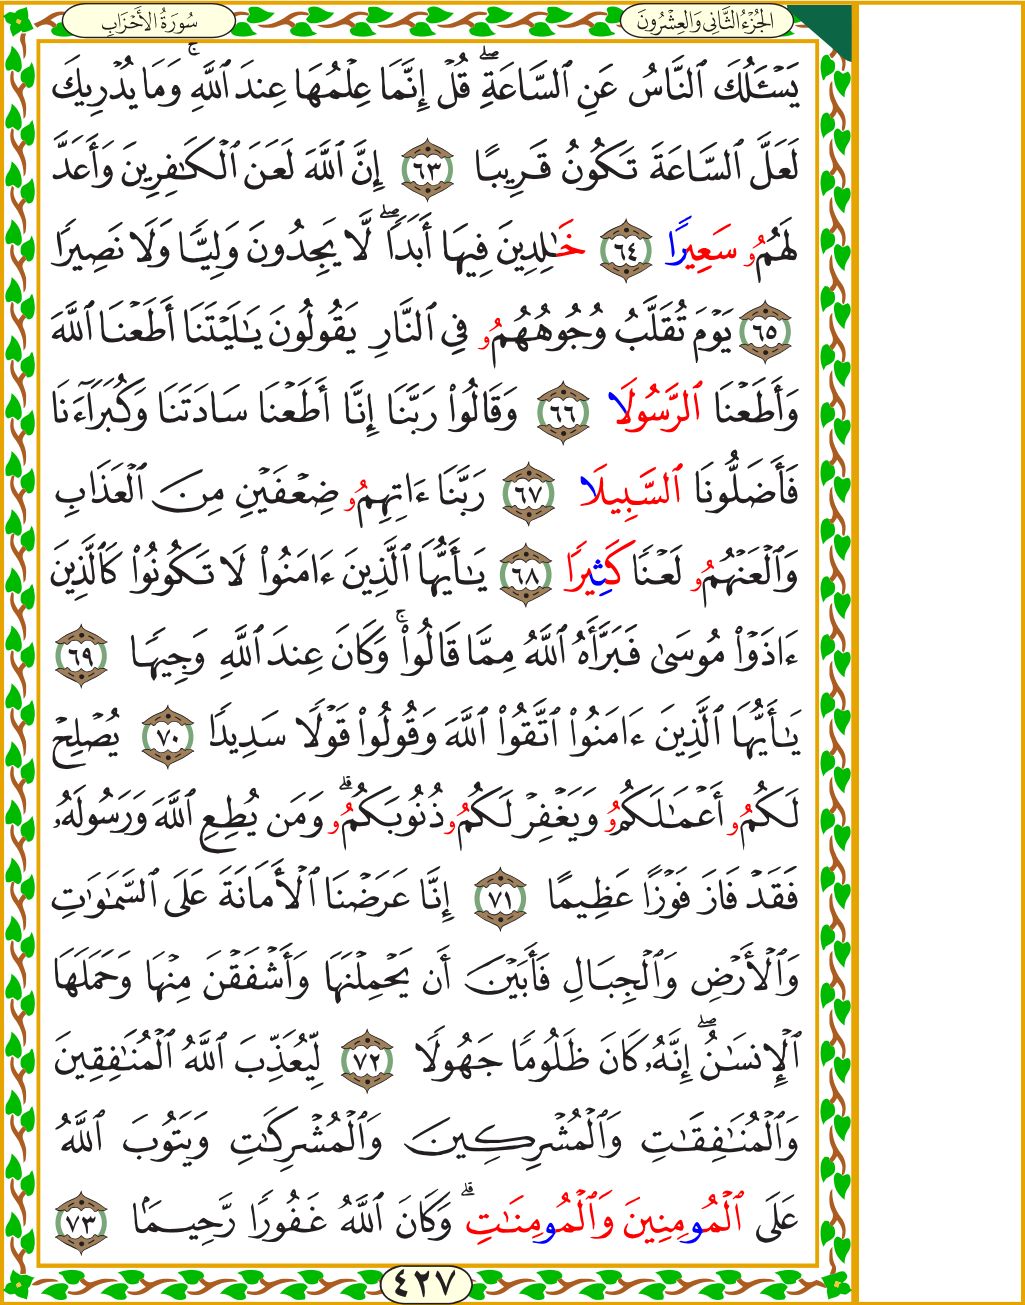 الجُزْءُ الثَّانِي وَالعِشْرُونَ
سُورَةُ الأَحْزَابِ
يَسْـَٔلُكَ ٱلنَّاسُ عَنِ ٱلسَّاعَةِۖ قُلْ إِنَّمَا عِلْمُهَا عِندَ ٱللَّهِۚ وَمَا يُدْرِيكَ
لَعَلَّ ٱلسَّاعَةَ تَكُونُ قَرِيبًا ٦٣ إِنَّ ٱللَّهَ لَعَنَ ٱلْكَـٰفِرِينَ وَأَعَدَّ
لَهُمُۥ سَعِيرًا ٦٤ خَـٰلِدِينَ فِيهَا أَبَدًاۖ لَّا يَجِدُونَ وَلِيًّا وَلَا نَصِيرًا
٦٥ يَوْمَ تُقَلَّبُ وُجُوهُهُمُۥ فِي ٱلنَّارِ يَقُولُونَ يَـٰلَيْتَنَا أَطَعْنَا ٱللَّهَ
وَأَطَعْنَا ٱلرَّسُولَا ٦٦ وَقَالُوا۟ رَبَّنَا إِنَّا أَطَعْنَا سَادَتَنَا وَكُبَرَآءَنَا
فَأَضَلُّونَا ٱلسَّبِيلَا ٦٧ رَبَّنَا ءَاتِهِمُۥ ضِعْفَيْنِ مِنَ ٱلْعَذَابِ
وَٱلْعَنْهُمُۥ لَعْنًا كَثِيرًا ٦٨ يَـٰأَيُّهَا ٱلَّذِينَ ءَامَنُوا۟ لَا تَكُونُوا۟ كَٱلَّذِينَ
ءَاذَوْا۟ مُوسَىٰ فَبَرَّأَهُ ٱللَّهُ مِمَّا قَالُوا۟ۚ وَكَانَ عِندَ ٱللَّهِ وَجِيهًا ٦٩
يَـٰأَيُّهَا ٱلَّذِينَ ءَامَنُوا۟ ٱتَّقُوا۟ ٱللَّهَ وَقُولُوا۟ قَوْلًا سَدِيدًا ٧٠ يُصْلِحْ
لَكُمُۥ أَعْمَـٰلَكُمُۥ وَيَغْفِرْ لَكُمُۥ ذُنُوبَكُمُۥۗ وَمَن يُطِعِ ٱللَّهَ وَرَسُولَهُۥ
فَقَدْ فَازَ فَوْزًا عَظِيمًا ٧١ إِنَّا عَرَضْنَا ٱلْأَمَانَةَ عَلَى ٱلسَّمَـٰوَٰتِ
وَٱلْأَرْضِ وَٱلْجِبَالِ فَأَبَيْنَ أَن يَحْمِلْنَهَا وَأَشْفَقْنَ مِنْهَا وَحَمَلَهَا
ٱلْإِنسَـٰنُۖ إِنَّهُۥ كَانَ ظَلُومًا جَهُولًا ٧٢ لِّيُعَذِّبَ ٱللَّهُ ٱلْمُنَـٰفِقِينَ
وَٱلْمُنَـٰفِقَـٰتِ وَٱلْمُشْرِكِينَ وَٱلْمُشْرِكَـٰتِ وَيَتُوبَ ٱللَّهُ
عَلَى ٱلْمُومِنِينَ وَٱلْمُومِنَـٰتِۗ وَكَانَ ٱللَّهُ غَفُورًا رَّحِيمًا ٧٣
٤٢٧